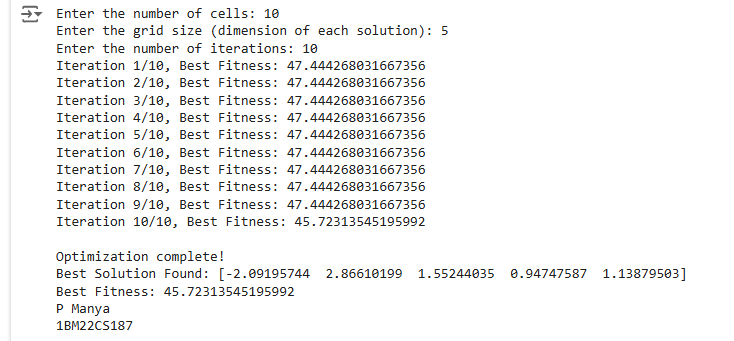 Enter the number of cells: 10
Enter the grid size (dimension of each solution): 5
Enter the number of iterations: 10
Iteration 1/10, Best Fitness: 47.444268031667356
Iteration 2/10, Best Fitness: 47.444268031667356
Iteration 3/10, Best Fitness: 47.444268031667356
Iteration 4/10, Best Fitness: 47.444268031667356
Iteration 5/10, Best Fitness: 47.444268031667356
Iteration 6/10, Best Fitness: 47.444268031667356
Iteration 7/10, Best Fitness: 47.444268031667356
Iteration 8/10, Best Fitness: 47.444268031667356
Iteration 9/10, Best Fitness: 47.444268031667356
Iteration 10/10, Best Fitness: 45.72313545195992
Optimization complete!
Best Solution Found: [-2.09195744  2.86610199  1.55244035  0.94747587  1.13879503]
Best Fitness: 45.72313545195992
P Manya
1BM22CS187